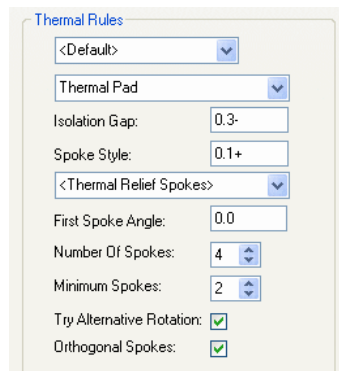 Thermal Rules
<Default>
Thermal Pad
Isolation Gap: 0.3-
Spoke Style: 0.1+
<Thermal Relief Spokes>
First Spoke Angle: 0.0
Number Of Spokes: 4
Minimum Spokes: 2
Try Alternative Rotation:
Orthogonal Spokes: